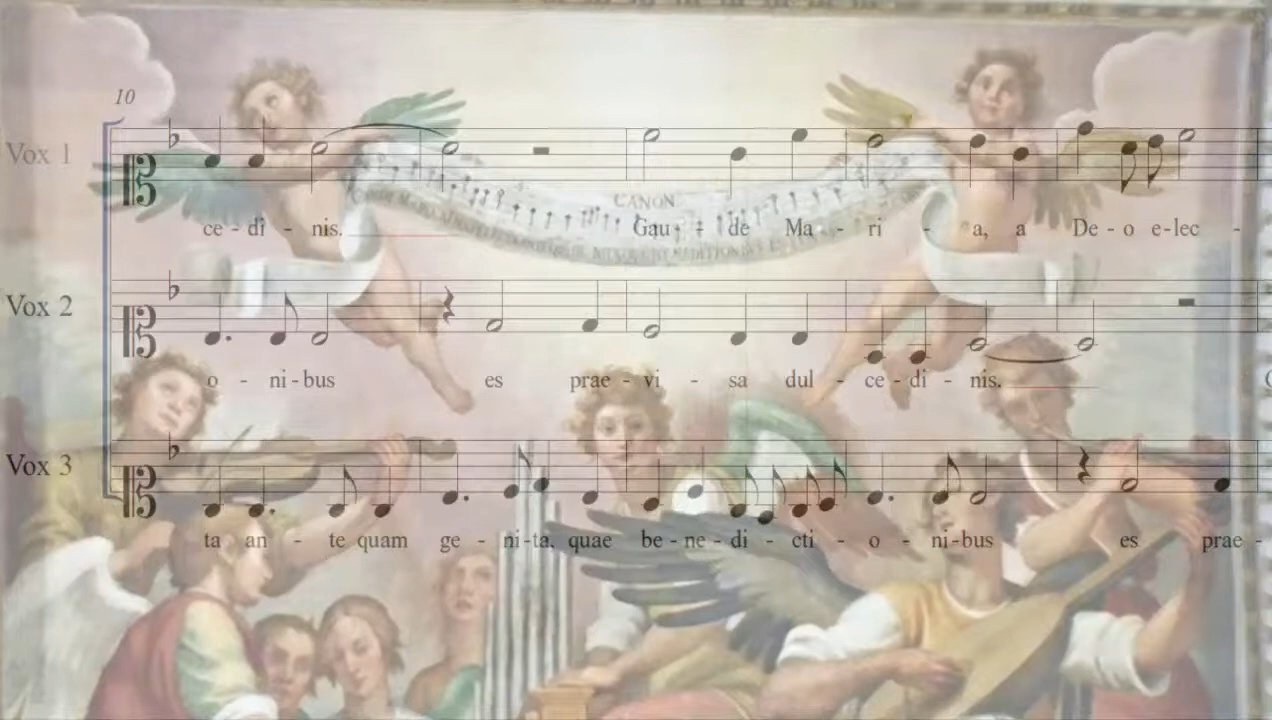 10
Vox 1
CANON
ce - di - nis. Gau - de Ma - ri - a, a De - o e-lec -
Vox 2
o - ni - bus es prae - vi - sa dul - ce - di - nis.
Vox 3
ta an - te quam ge - ni-ta, quae be - ne - di - cti - o - ni-bus es prae -